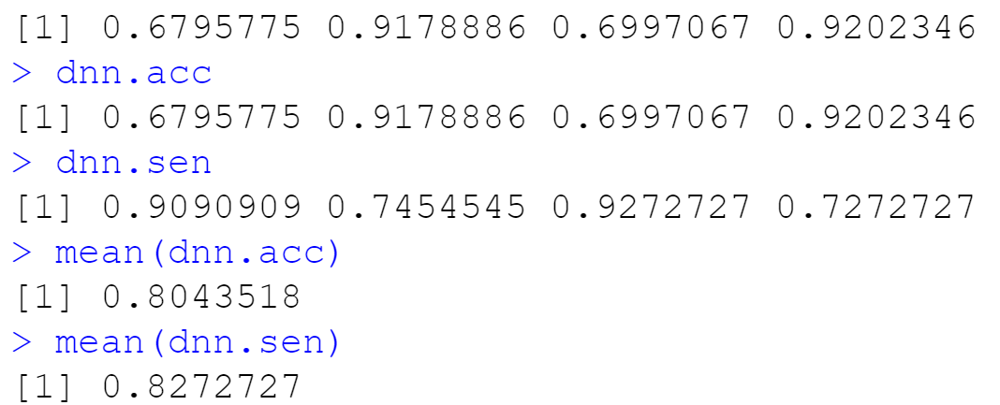 [1] 0.6795775 0.9178886 0.6997067 0.9202346
> dnn.acc
[1] 0.6795775 0.9178886 0.6997067 0.9202346
> dnn.sen
[1] 0.9090909 0.7454545 0.9272727 0.7272727
> mean(dnn.acc)
[1] 0.8043518
> mean(dnn.sen)
[1] 0.8272727